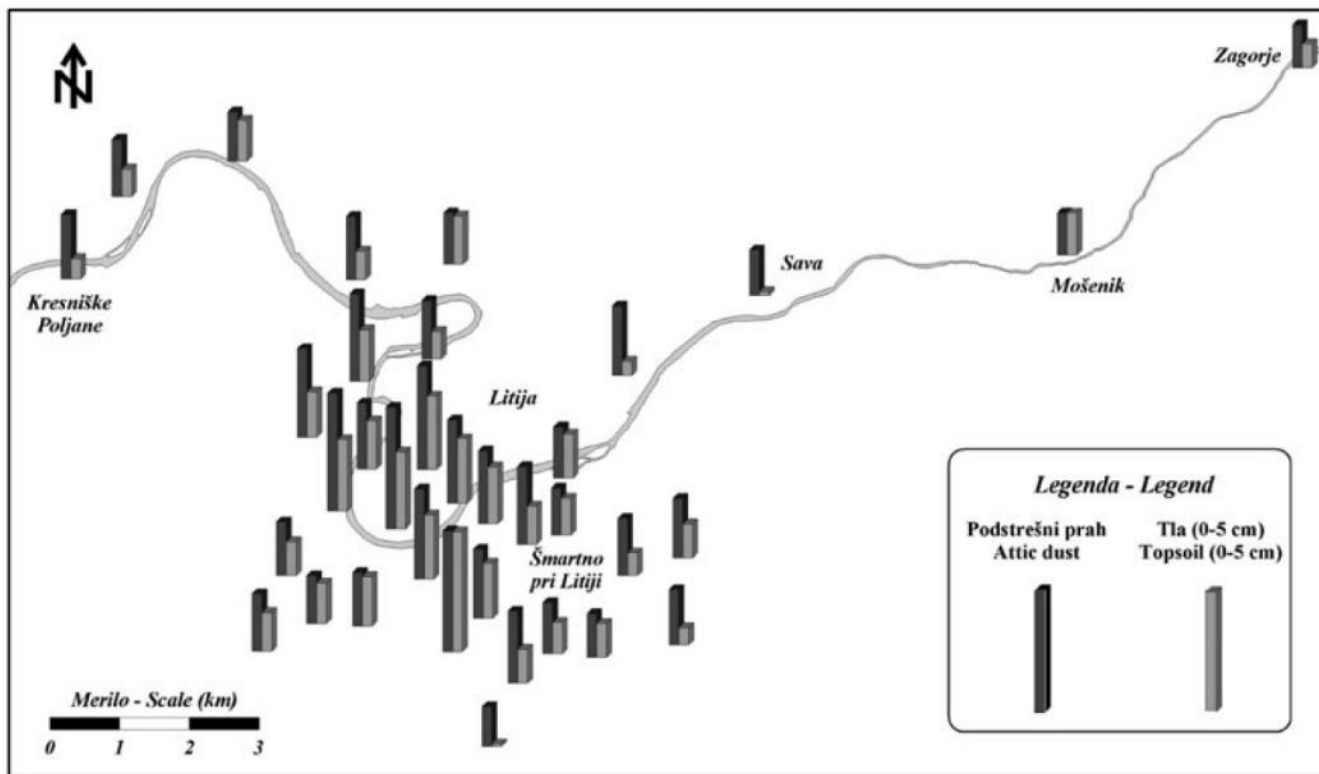 N
Zagorje
Sava
Mošenik
Kresniške
Poljane
Litija
Šmartno
pri Litiji
Legenda - Legend
Podstrešni prah
Attic dust
Tla (0-5 cm)
Topsoil (0-5 cm)
Merilo - Scale (km)
0 1 2 3